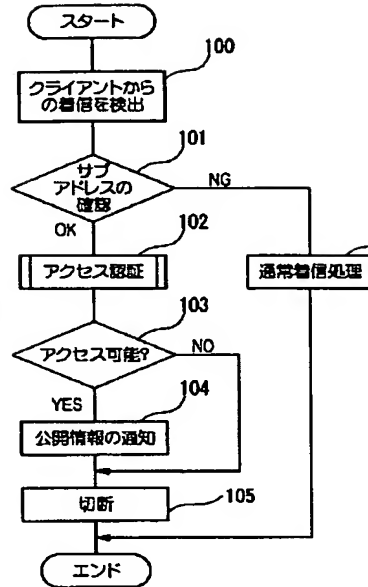 スタート
100
クライアントから
の着信を検出
101
サブ
アドレスの
確認
NG
OK
102
アクセス認証
通常着信処理
103
アクセス可能?
NO
YES
104
公開情報の通知
切断
105
エンド